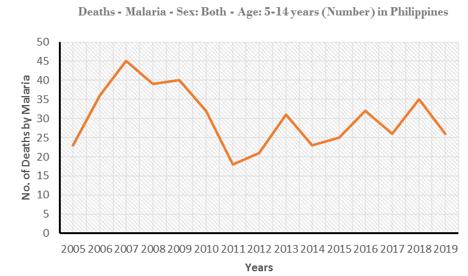 Deaths - Malaria - Sex: Both - Age: 5-14 years (Number) in Philippines
50
45
40
35
30
25
20
15
10
5
0
No. of Deaths by Malaria
2005 2006 2007 2008 2009 2010 2011 2012 2013 2014 2015 2016 2017 2018 2019
Years